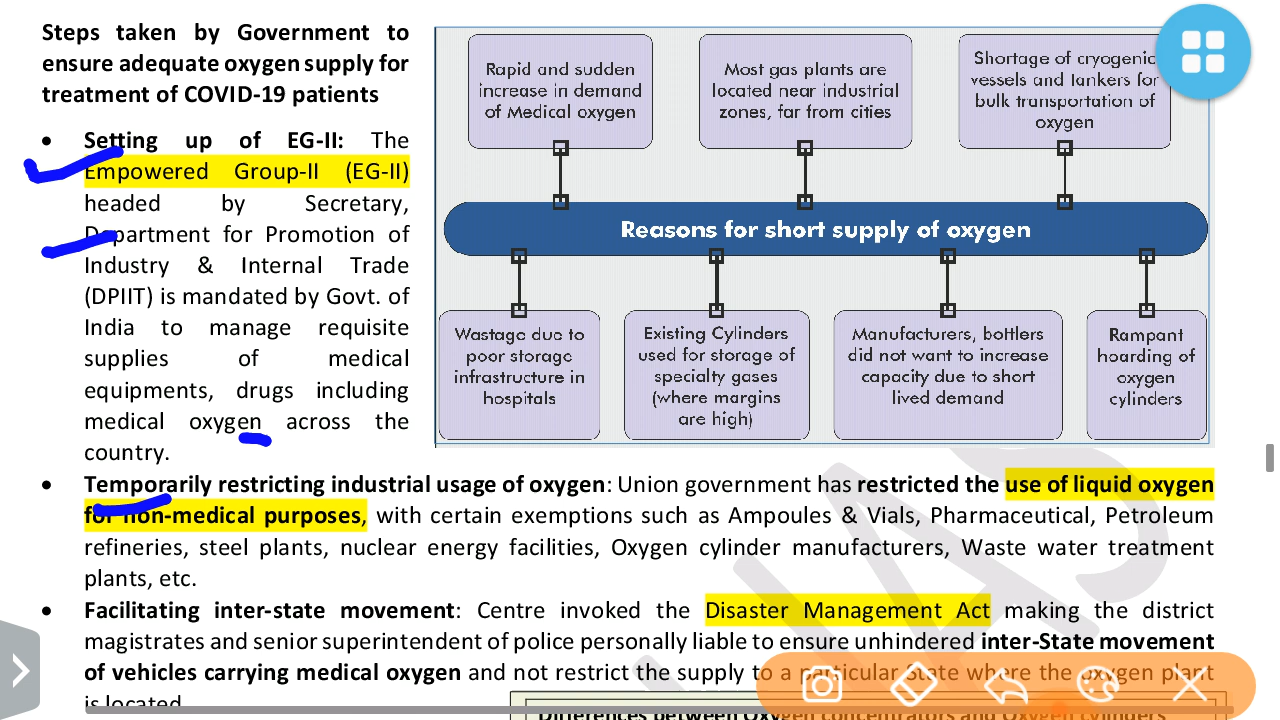 Steps taken by Government to
ensure adequate oxygen supply for
treatment of COVID-19 patients
• Setting up of EG-II: The
Empowered Group-II (EG-II)
headed by Secretary,
Department for Promotion of
Industry & Internal Trade
(DPIIT) is mandated by Govt. of
India to manage requisite
supplies of medical
equipments, drugs including
medical oxygen across the
country.
Rapid and sudden
increase in demand
of Medical oxygen
Most gas plants are
located near industrial
zones, far from cities
Shortage of cryogenic
vessels and tankers for
bulk transportation of
oxygen
Reasons for short supply of oxygen
Wastage due to
poor storage
infrastructure in
hospitals
Existing Cylinders
used for storage of
specialty gases
(where margins
are high)
Manufacturers, bottlers
did not want to increase
capacity due to short
lived demand
Rampant
hoarding of
oxygen
cylinders
• Temporarily restricting industrial usage of oxygen: Union government has restricted the use of liquid oxygen
for non-medical purposes, with certain exemptions such as Ampoules & Vials, Pharmaceutical, Petroleum
refineries, steel plants, nuclear energy facilities, Oxygen cylinder manufacturers, Waste water treatment
plants, etc.
• Facilitating inter-state movement: Centre invoked the Disaster Management Act making the district
magistrates and senior superintendent of police personally liable to ensure unhindered inter-State movement
of vehicles carrying medical oxygen and not restrict the supply to a particular State where the oxygen plant
is located
Differences between Oxygen concentrators and Oxygen cylinders
IAS